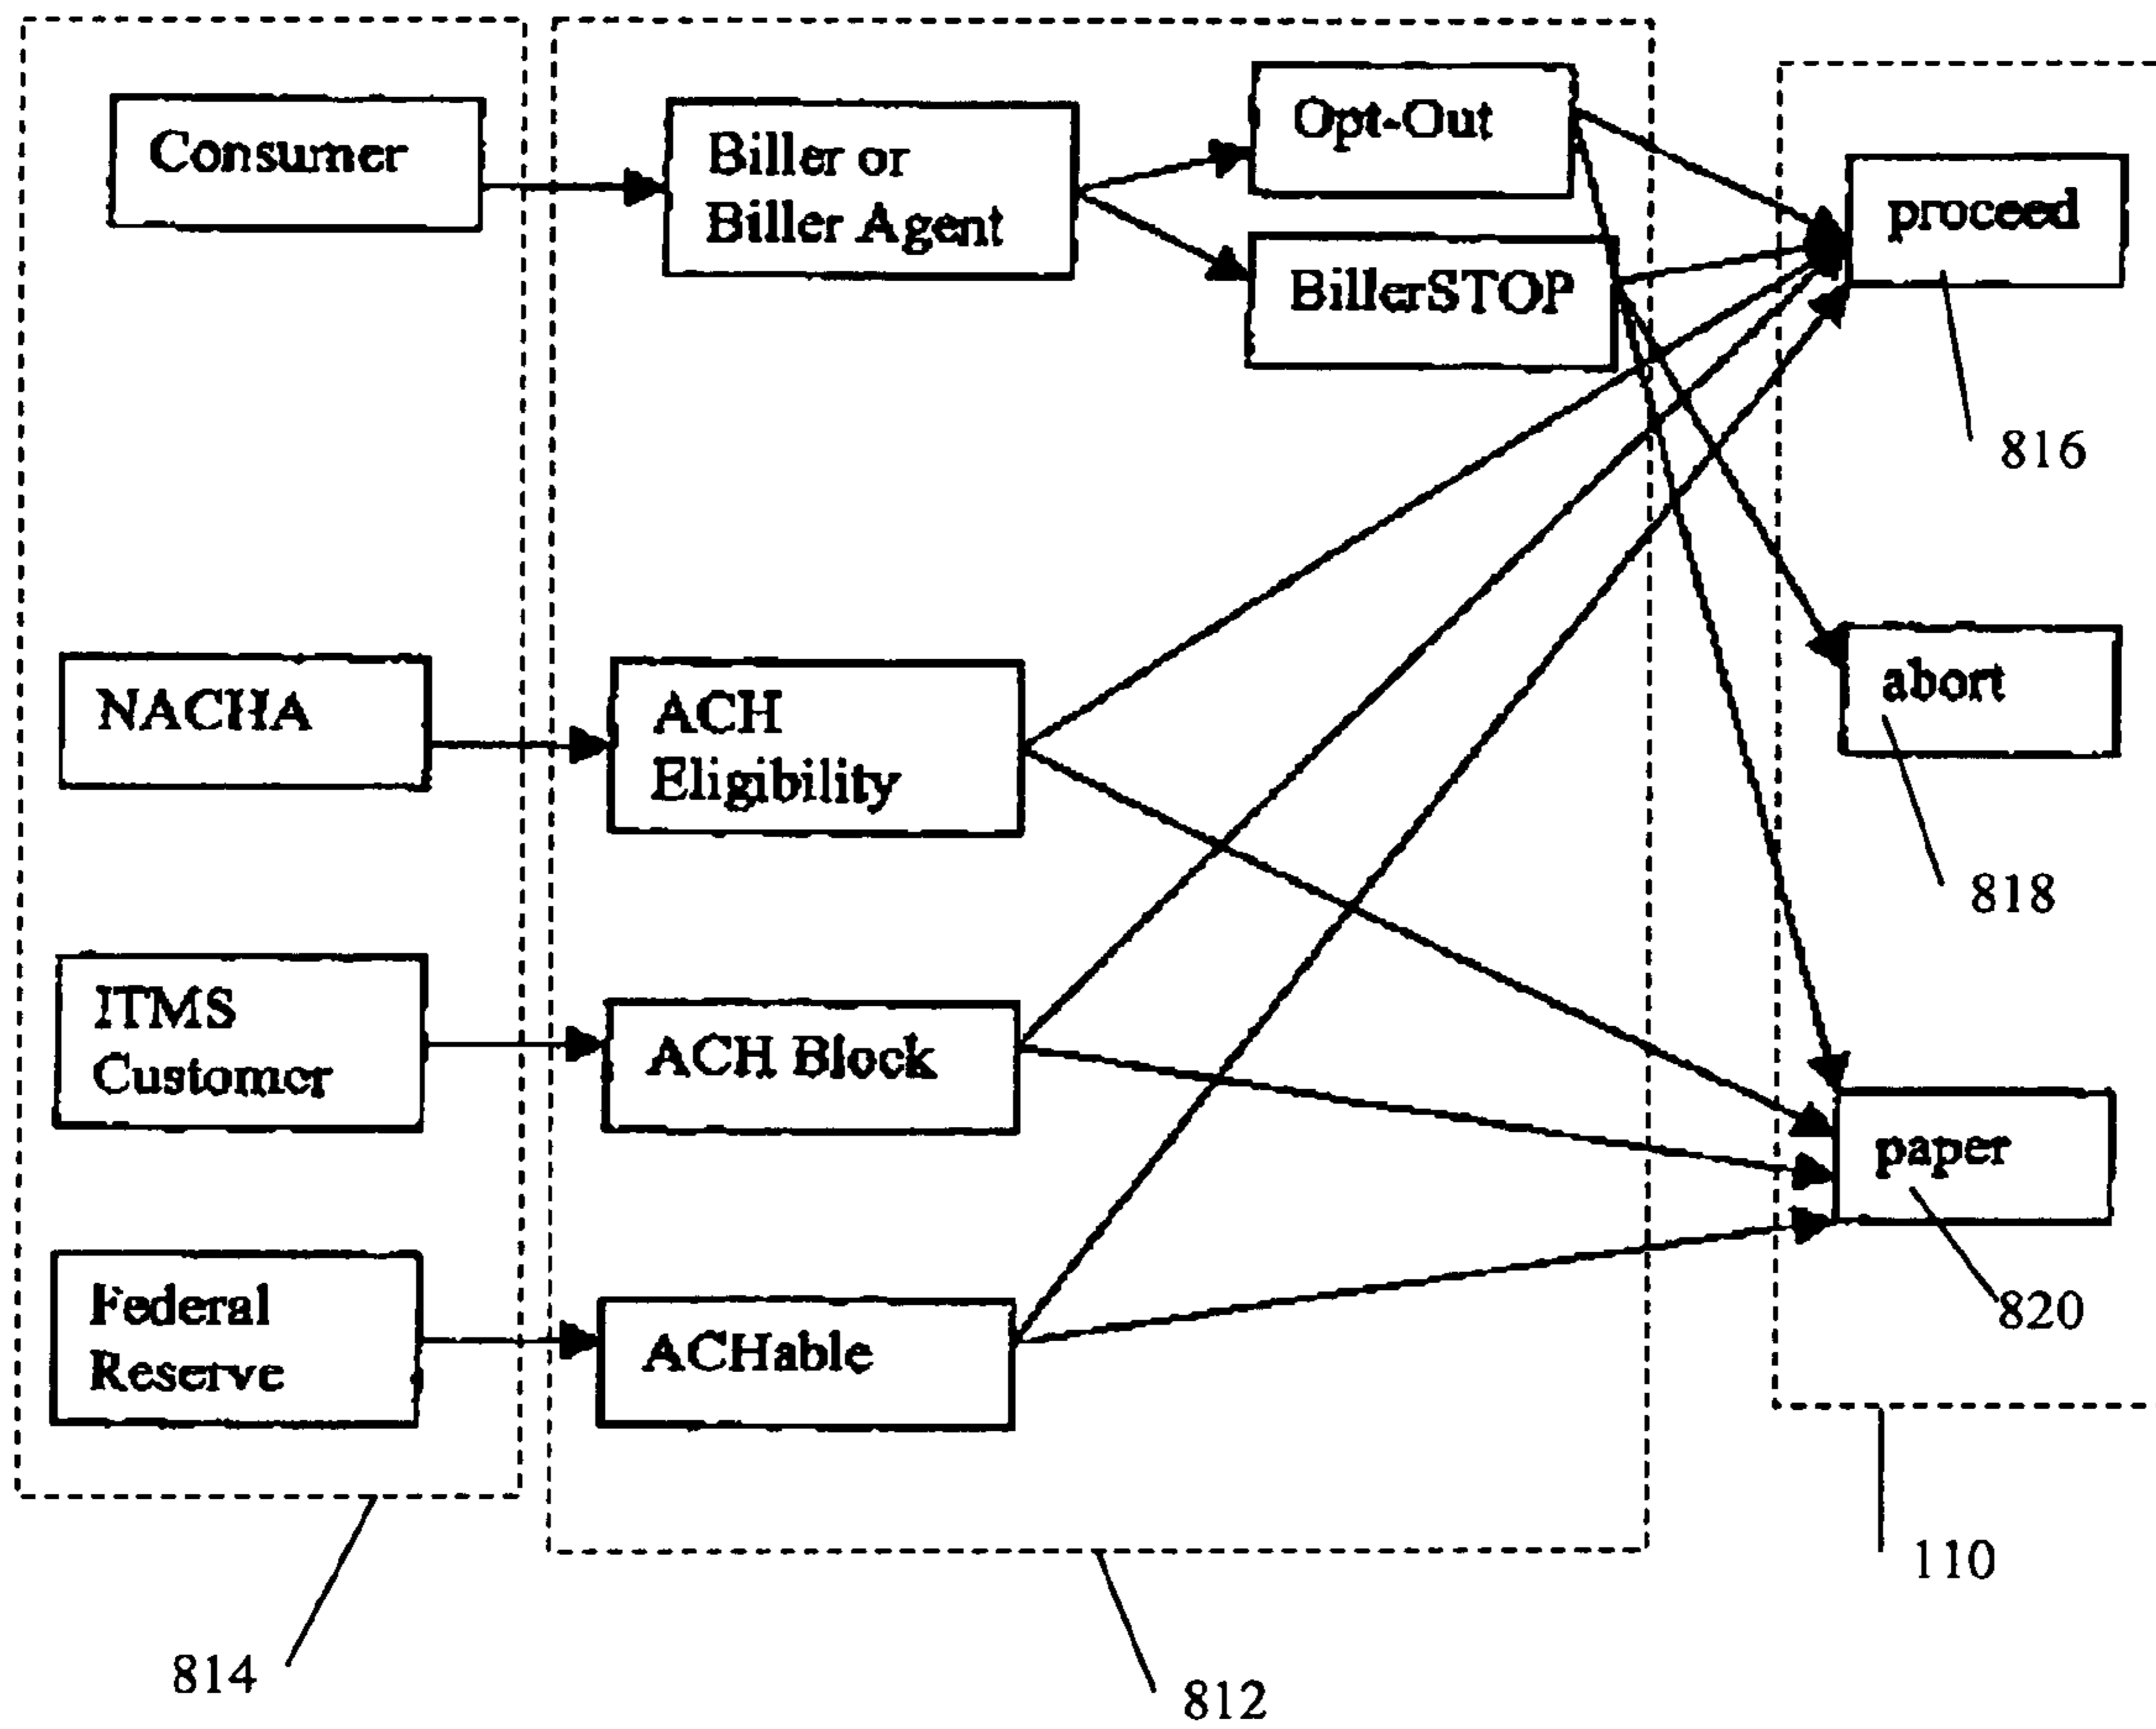 Consumer
Biller or
Biller Agent
Opt-Out
BillerSTOP
proceed
816
NACHA
ACH
Eligibility
abort
818
ITMS
Customer
ACH Block
paper
820
Federal
Reserve
ACHable
110
814
812